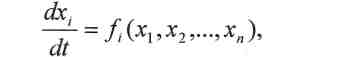 dx_i/dt = f_i(x_1, x_2, ..., x_n),